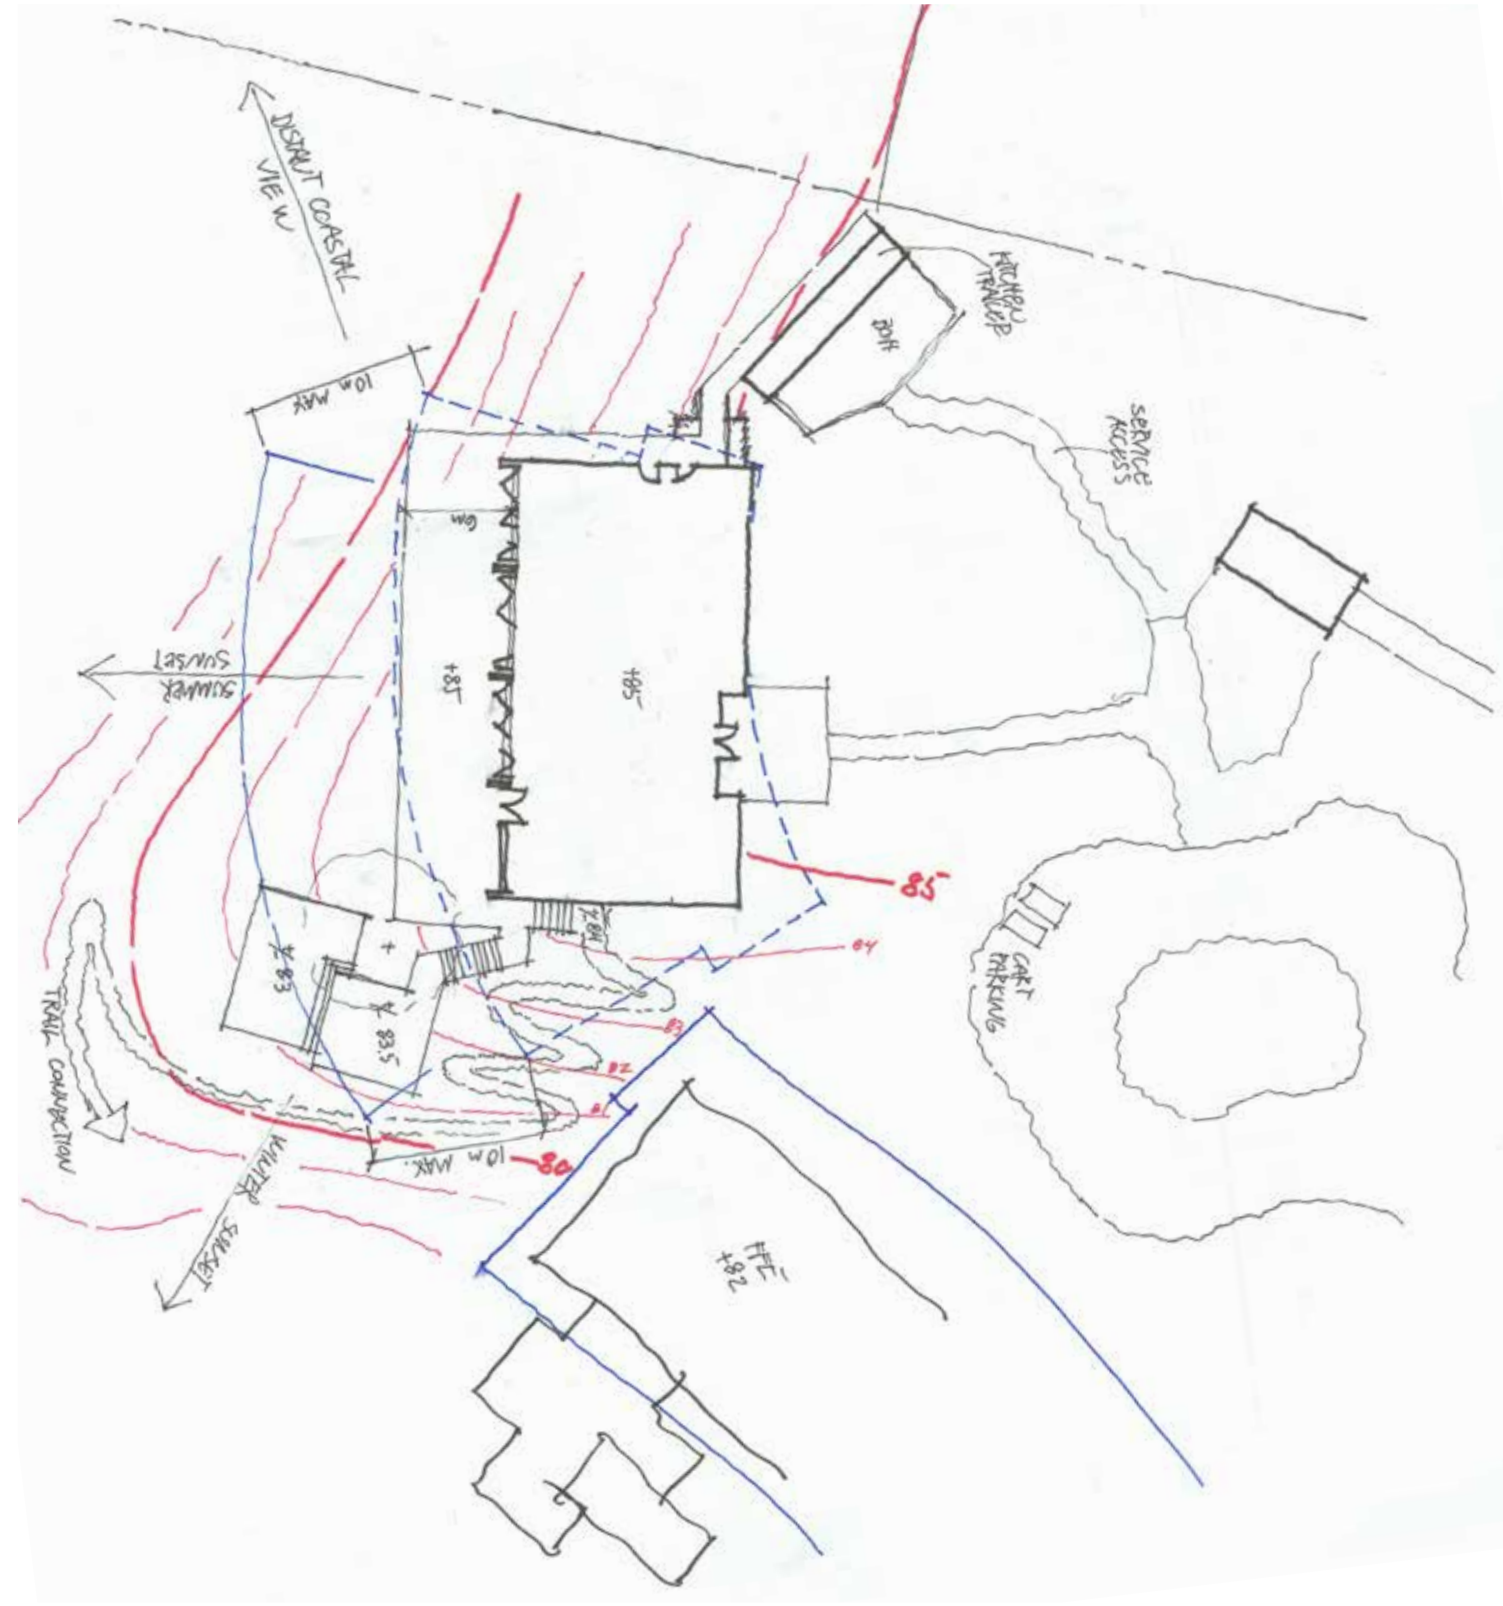 DISTANT COASTAL
VIEW
10m MAX
KITCHEN
TRAILER
BOH
SERVICE
ACCESS
6m
SUMMER
SUNSET
+85
+85
85
84
+
83
83.5
84
83
82
81
80
CART
PARKING
TRAIL CONNECTION
10m MAX.
WINTER SUNSET
FFE
+82